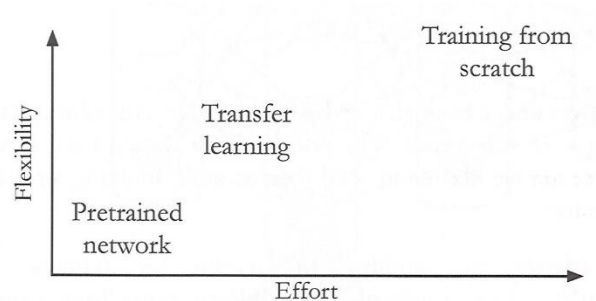 Training from
scratch
Transfer
learning
Flexibility
Pretrained
network
Effort